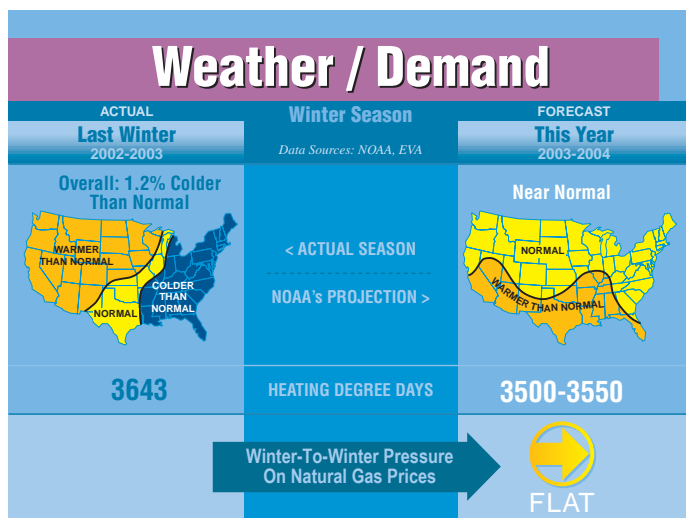 Weather / Demand
ACTUAL
Last Winter
2002-2003
Winter Season
Data Sources: NOAA, EVA
FORECAST
This Year
2003-2004
Overall: 1.2% Colder
Than Normal
WARMER
THAN NORMAL
COLDER
THAN
NORMAL
NORMAL
< ACTUAL SEASON
NOAA's PROJECTION >
Near Normal
NORMAL
WARMER THAN NORMAL
3643
HEATING DEGREE DAYS
3500-3550
Winter-To-Winter Pressure
On Natural Gas Prices
FLAT